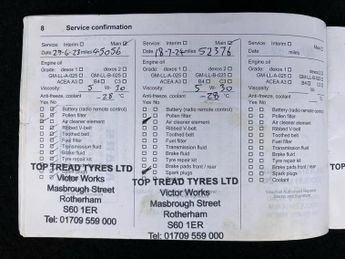 8 Service confirmation
Service: Interim □ Main ☑
Date 29-6-23 miles 45056
Engine oil
Grade: dexos 1 □ dexos 2 □
GM-LL-A-025 □ GM-LL-B-025 □
ACEA A3 □ B4 □ C3 □
Viscosity: 5 W- 30
Anti-freeze, coolant -28 °C
Yes No
Battery (radio remote control)
Pollen filter
Air cleaner element
Ribbed V-belt
Toothed belt
Fuel filter
Transmission fluid
Brake fluid
Tyre repair kit
TOP TREAD TYRES LTD
Victor Works
Masbrough Street
Rotherham
S60 1ER
Tel: 01709 559 000
Service: Interim □ Main ☑
Date 18-7-24 miles 52376
Engine oil
Grade: dexos 1 □ dexos 2 □
GM-LL-A-025 □ GM-LL-B-025 □
ACEA A3 □ B4 □ C3 □
Viscosity: 5 W- 30
Anti-freeze, coolant -28 °C
Yes No
Battery (radio remote control)
Pollen filter
Air cleaner element
Ribbed V-belt
Toothed belt
Fuel filter
Transmission fluid
Brake fluid
Tyre repair kit
Brake pads front / rear
Spark plugs
TOP TREAD TYRES LTD
Victor Works
Masbrough Street
Rotherham
S60 1ER
Tel: 01709 559 000
Service: Interim □ Main □
Date miles
Engine oil
Grade: dexos 1 □ dexos 2 □
GM-LL-A-025 □ GM-LL-B-025 □
ACEA A3 □ B4 □ C3 □
Viscosity: W-
Anti-freeze, coolant °C
Yes No
Battery (radio remote control)
Pollen filter
Air cleaner element
Ribbed V-belt
Toothed belt
Fuel filter
Transmission fluid
Brake fluid
Tyre repair kit
Brake pads front / rear
Spark plugs
Coolant